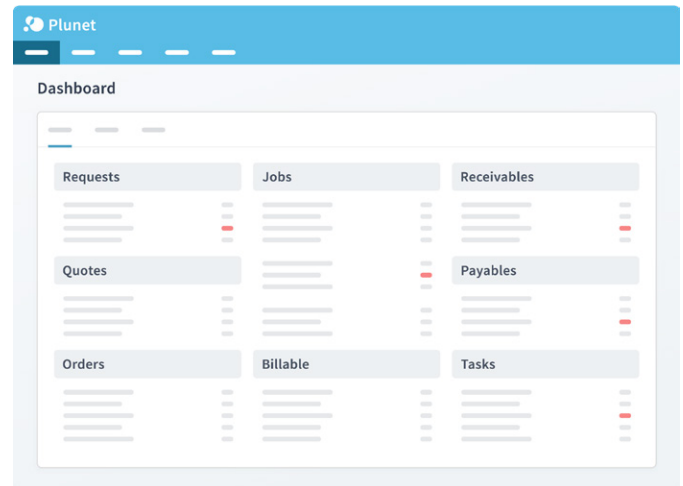 Plunet
Dashboard
Requests
Jobs
Receivables
Quotes
Payables
Orders
Billable
Tasks